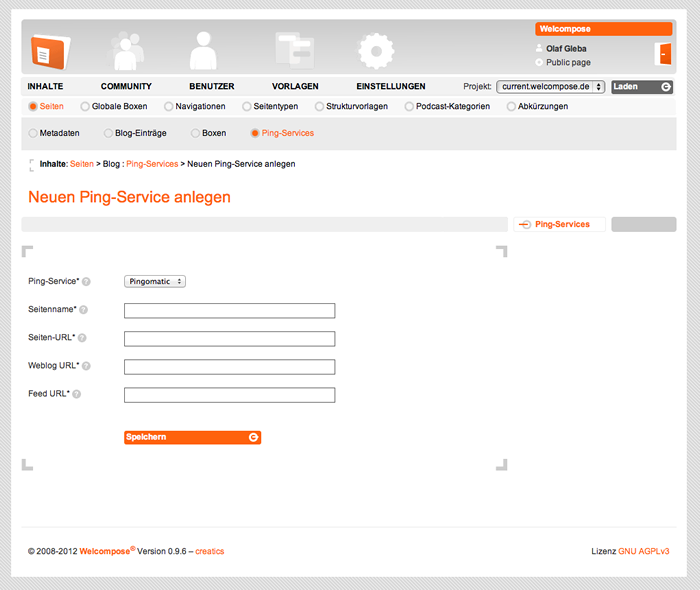 Welcompose
Olaf Gleba
Public page
INHALTE COMMUNITY BENUTZER VORLAGEN EINSTELLUNGEN Projekt: current.welcompose.de Laden
Seiten Globale Boxen Navigationen Seitentypen Strukturvorlagen Podcast-Kategorien Abkürzungen
Metadaten Blog-Einträge Boxen Ping-Services
Inhalte: Seiten > Blog : Ping-Services > Neuen Ping-Service anlegen
Neuen Ping-Service anlegen
Ping-Services
Ping-Service* ? Pingomatic
Seitenname* ?
Seiten-URL* ?
Weblog URL* ?
Feed URL* ?
Speichern
© 2008-2012 Welcompose® Version 0.9.6 – creatics Lizenz GNU AGPLv3